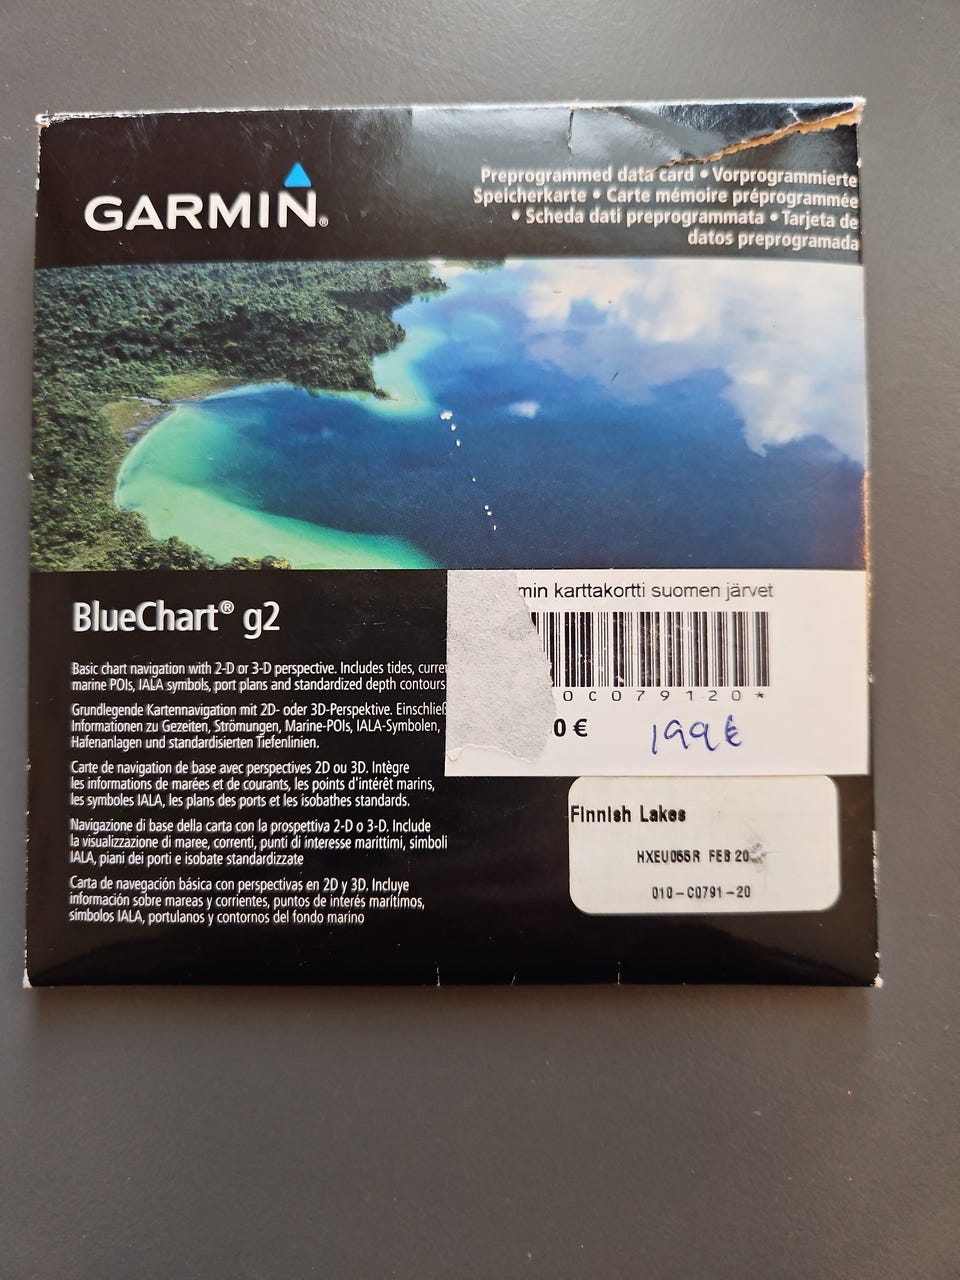 GARMIN®
Preprogrammed data card • Vorprogrammierte
Speicherkarte • Carte mémoire préprogrammée
• Scheda dati preprogrammata • Tarjeta de
datos preprogramada
BlueChart® g2
Basic chart navigation with 2-D or 3-D perspective. Includes tides, curre
marine POIs, IALA symbols, port plans and standardized depth contours
Grundlegende Kartennavigation mit 2D- oder 3D-Perspektive. Einschließ
Informationen zu Gezeiten, Strömungen, Marine-POIs, IALA-Symbolen,
Hafenanlagen und standardisierten Tiefenlinien.
Carte de navigation de base avec perspectives 2D ou 3D. Intègre
les informations de marées et de courants, les points d'intérêt marins,
les symboles IALA, les plans des ports et les isobathes standards.
Navigazione di base della carta con la prospettiva 2-D o 3-D. Include
la visualizzazione di maree, correnti, punti di interesse marittimi, simboli
IALA, piani dei porti e isobate standardizzate
Carta de navegación básica con perspectivas en 2D y 3D. Incluye
información sobre mareas y corrientes, puntos de interés marítimos,
símbolos IALA, portulanos y contornos del fondo marino
min karttakortti suomen järvet
0C079120*
0 €
199€
Finnish Lakes
HXEU055R FEB 20
010-C0791-20